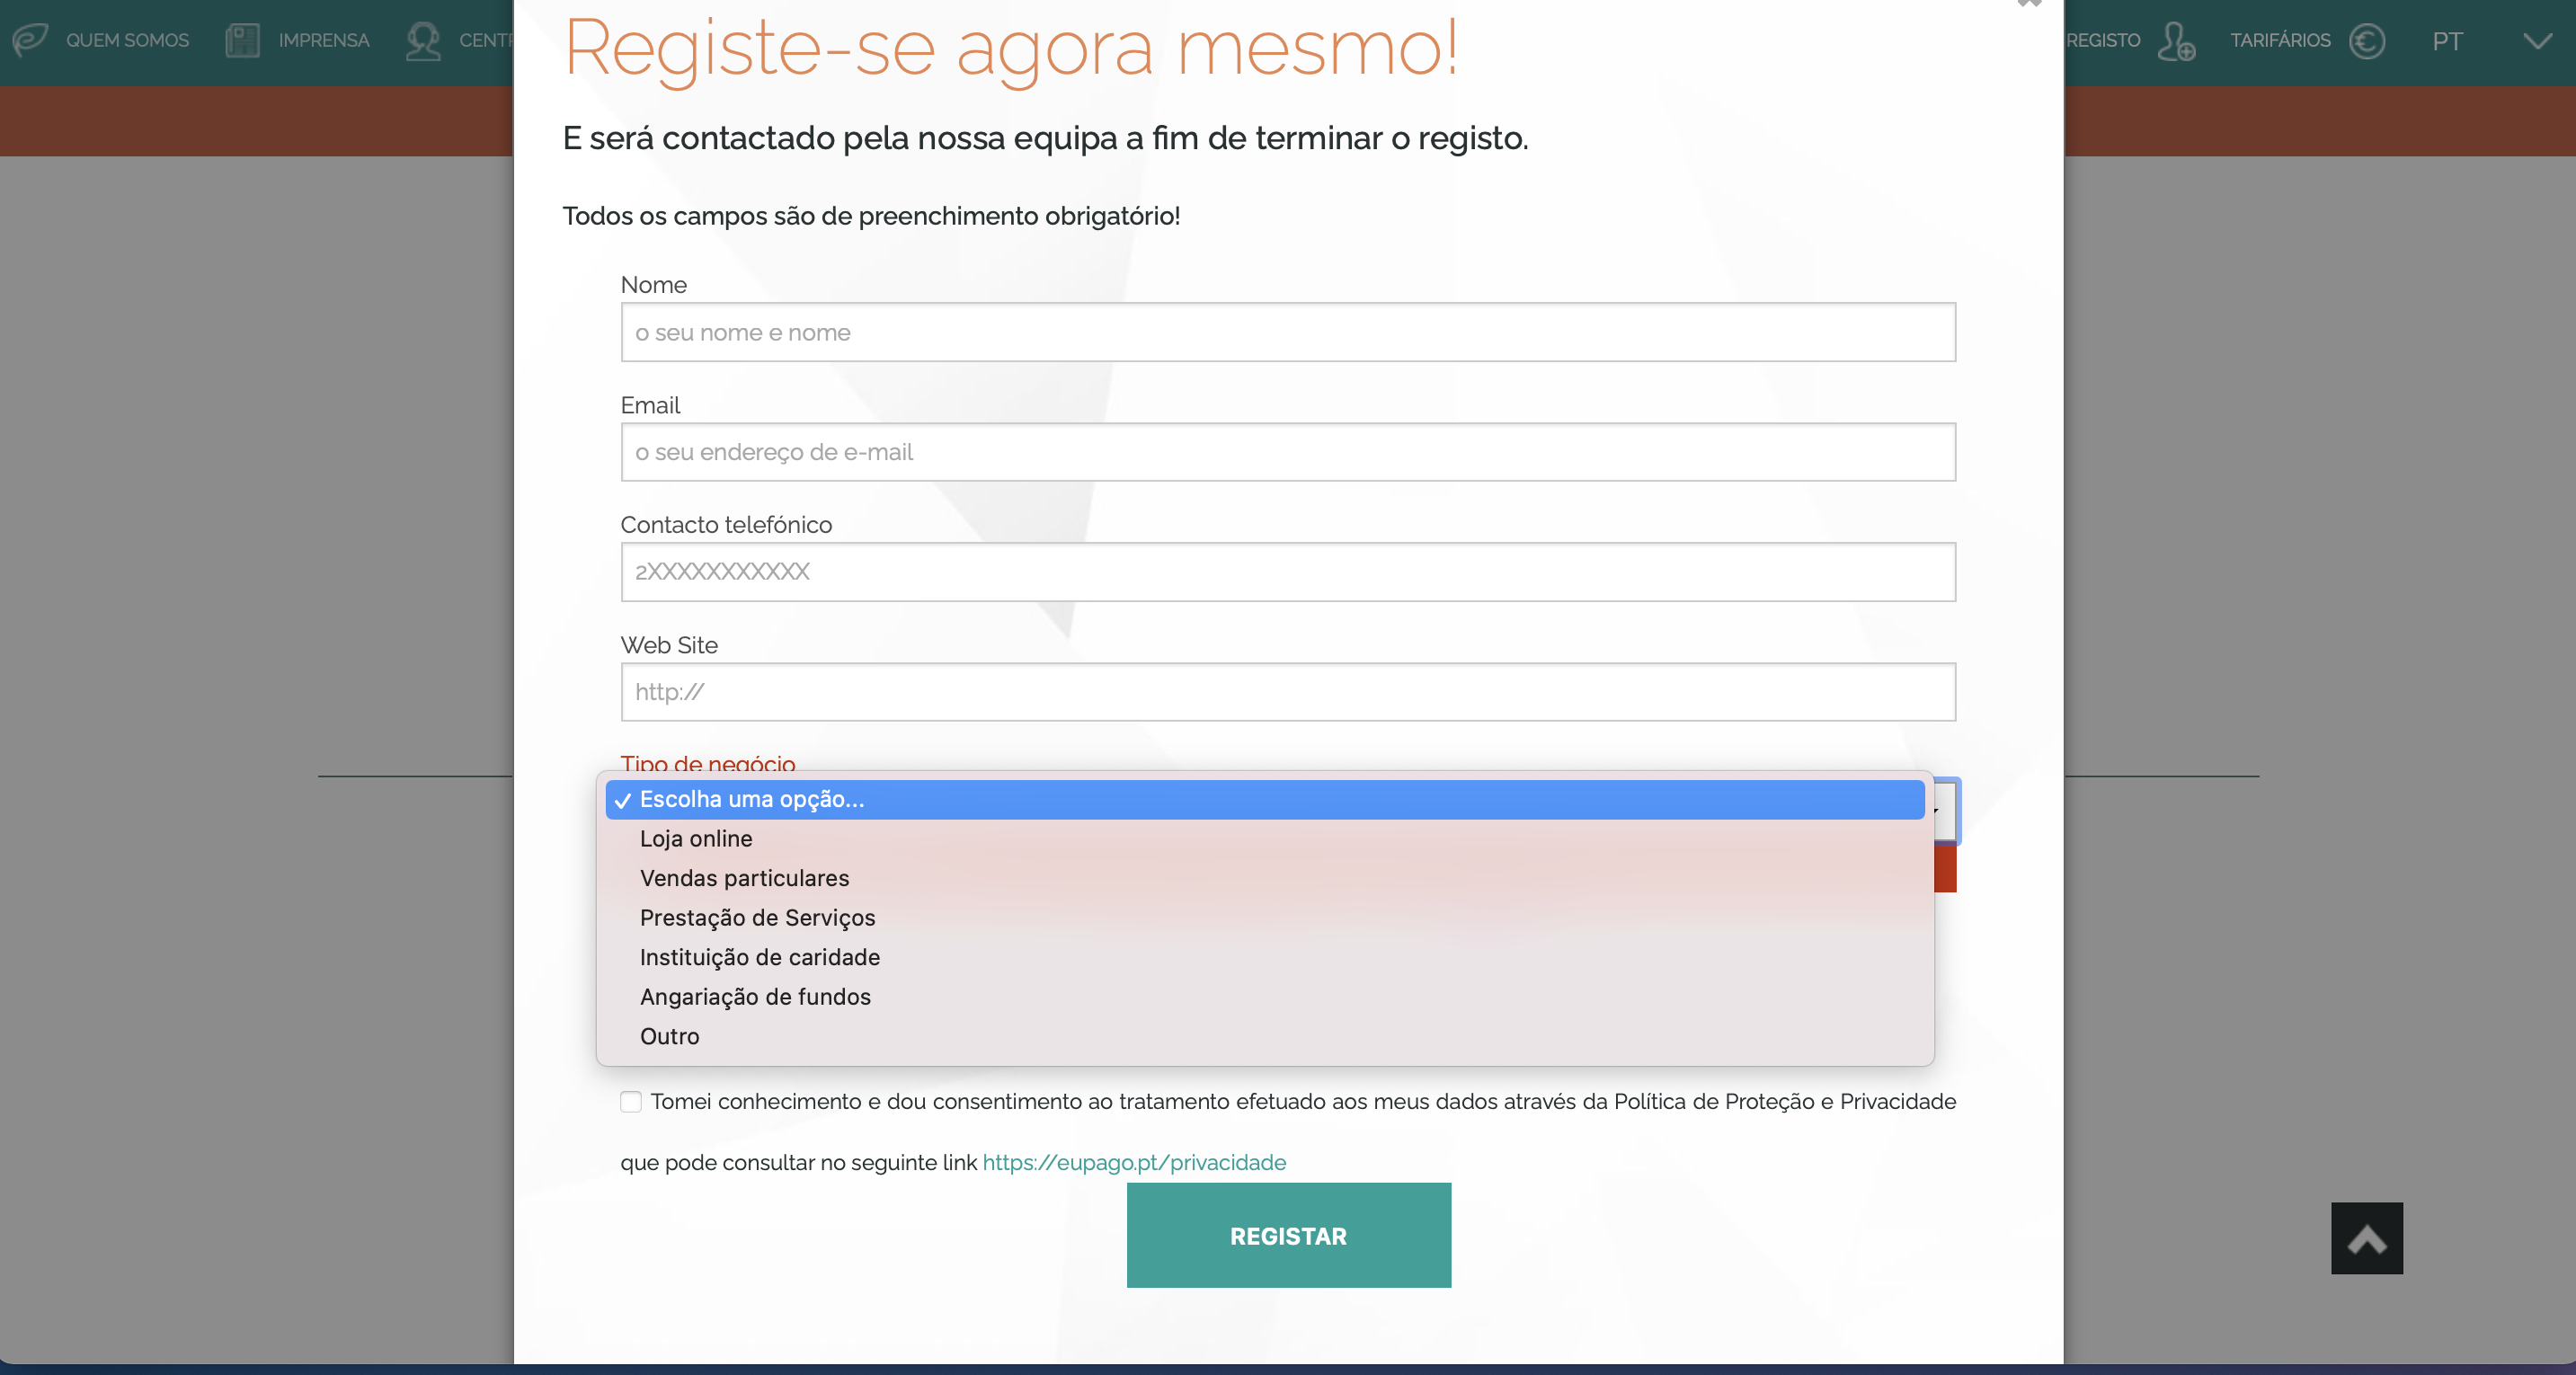 QUEM SOMOS
IMPRENSA
REGISTO
TARIFÁRIOS
PT
Registe-se agora mesmo!
E será contactado pela nossa equipa a fim de terminar o registo.
Todos os campos são de preenchimento obrigatório!
Nome
o seu nome e nome
Email
o seu endereço de e-mail
Contacto telefónico
2XXXXXXXXXXX
Web Site
http://
Tipo de negócio
Escolha uma opção...
Loja online
Vendas particulares
Prestação de Serviços
Instituição de caridade
Angariação de fundos
Outro
Tomei conhecimento e dou consentimento ao tratamento efetuado aos meus dados através da Política de Proteção e Privacidade
que pode consultar no seguinte link https://eupago.pt/privacidade
REGISTAR